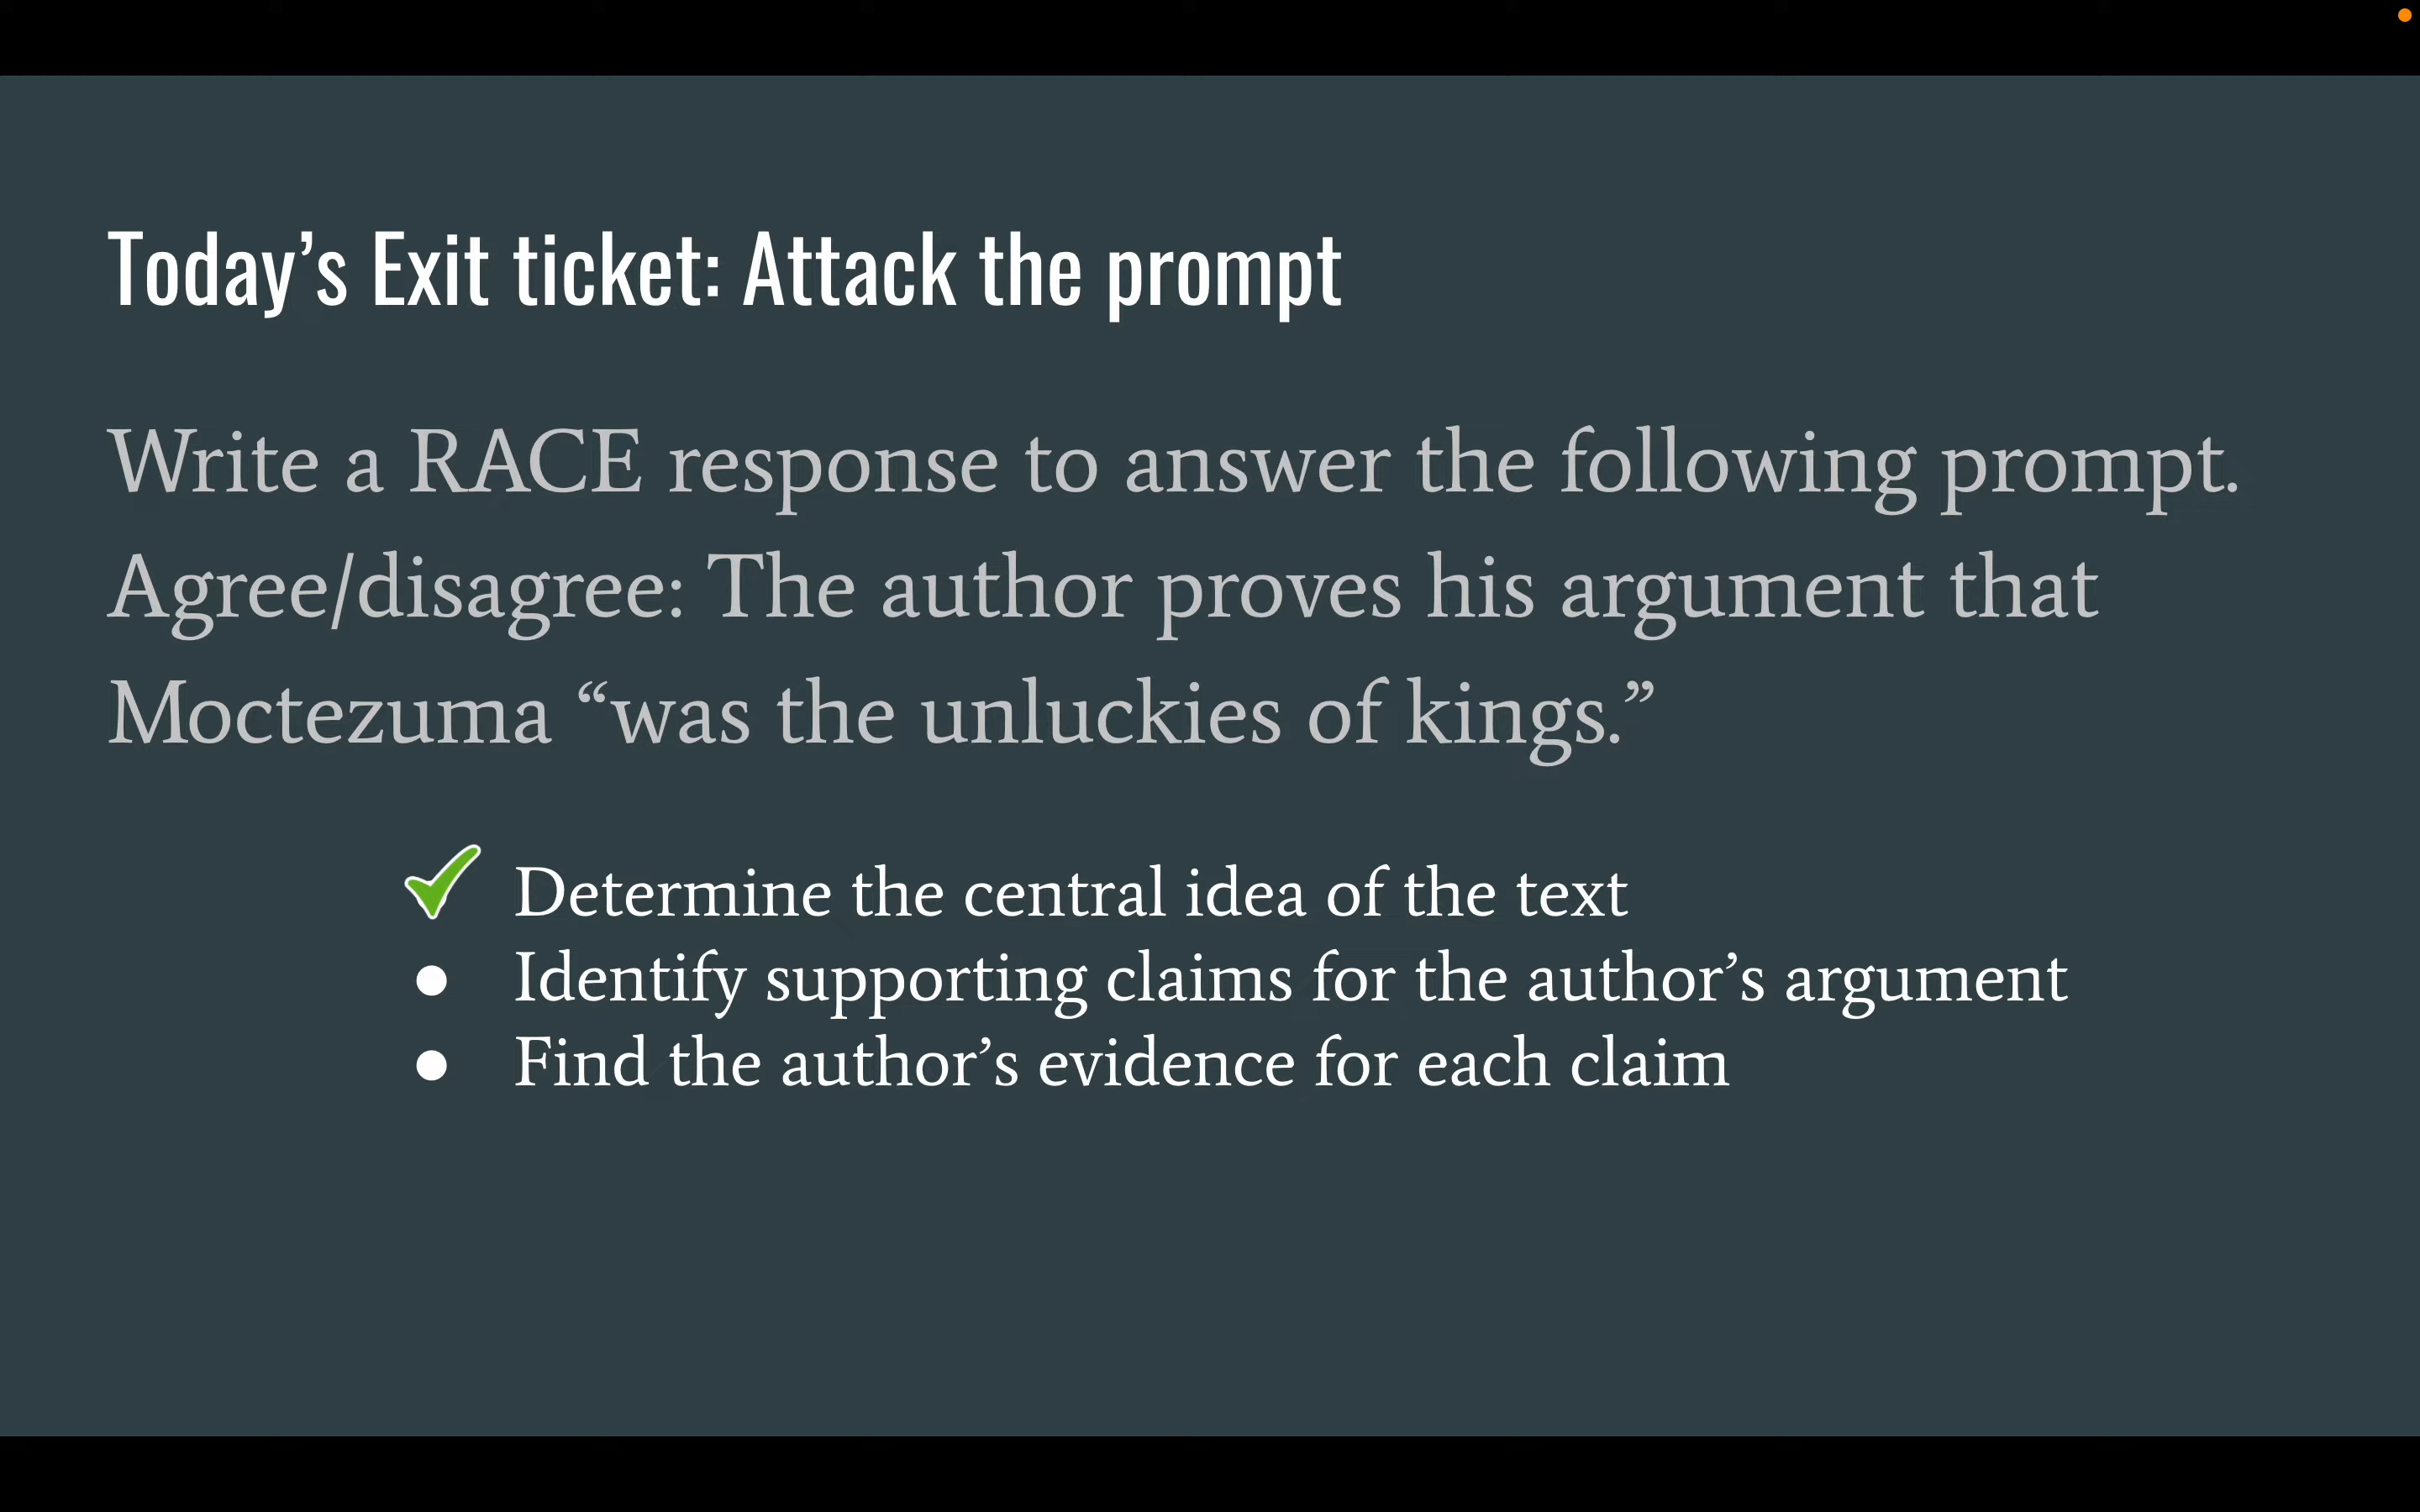 Today’s Exit ticket: Attack the prompt
Write a RACE response to answer the following prompt.
Agree/disagree: The author proves his argument that
Moctezuma “was the unluckies of kings.”
Determine the central idea of the text
● Identify supporting claims for the author’s argument
● Find the author’s evidence for each claim